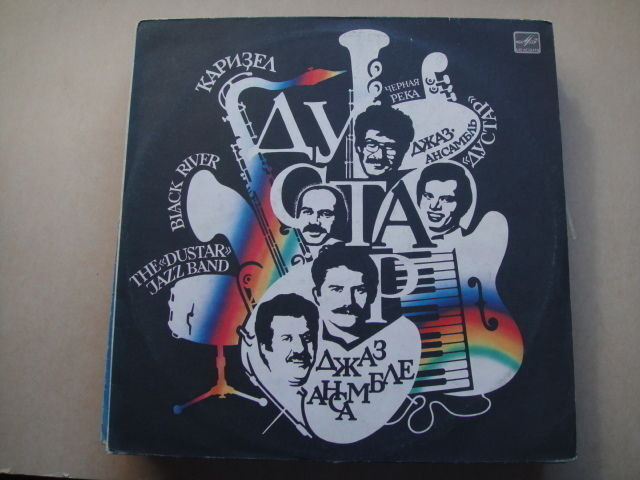 КАРИЗЕЛ
ЧЕРНАЯ
РЕКА
ДЖАЗ-
АНСАМБЛЬ
«ДУСТАР»
ДУ
СТА
Р
BLACK RIVER
THE «DUSTAR»
JAZZ BAND
ДЖАЗ
АНСАМБЛЕ